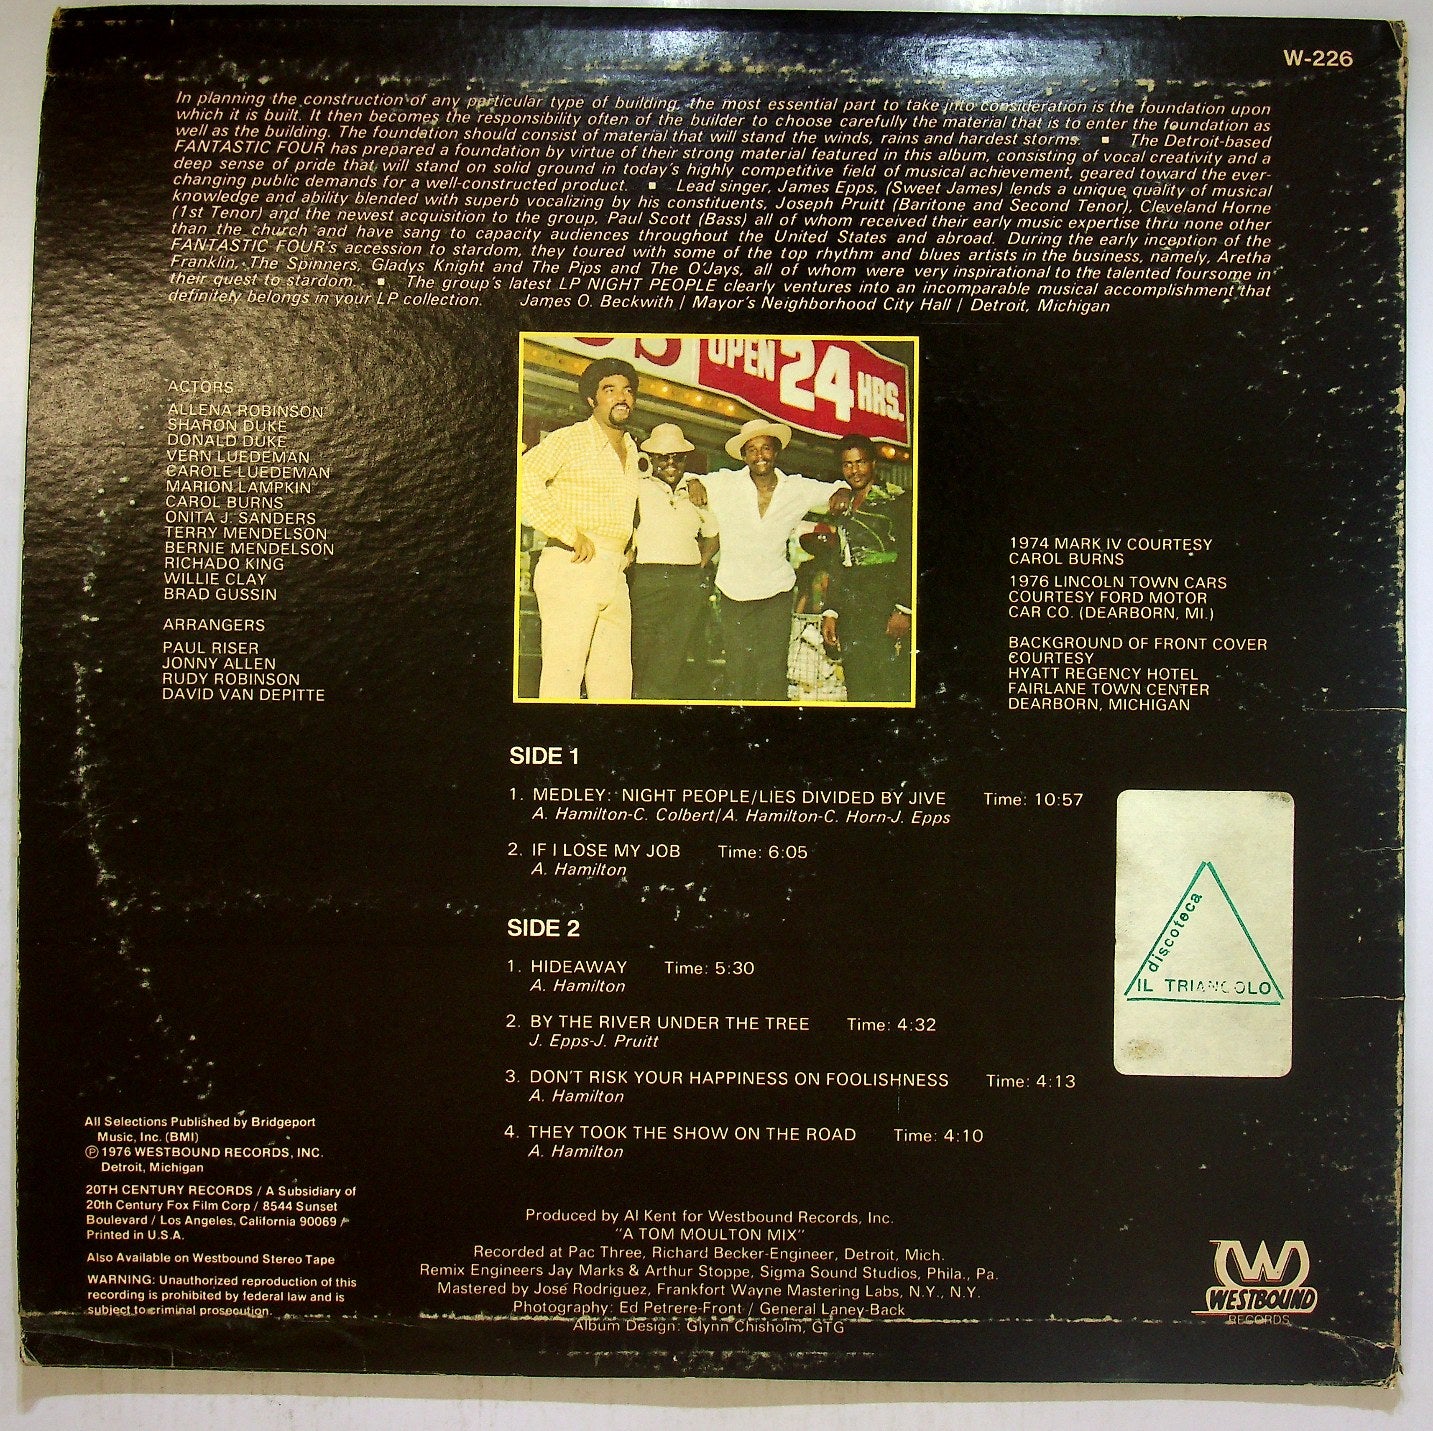 W-226
In planning the construction of any particular type of building, the most essential part to take into consideration is the foundation upon
which it is built. It then becomes the responsibility often of the builder to choose carefully the material that is to enter the foundation as
well as the building. The foundation should consist of material that will stand the winds, rains and hardest storms. ■ The Detroit-based
FANTASTIC FOUR has prepared a foundation by virtue of their strong material featured in this album, consisting of vocal creativity and a
deep sense of pride that will stand on solid ground in today's highly competitive field of musical achievement, geared toward the ever-
changing public demands for a well-constructed product. ■ Lead singer, James Epps, (Sweet James) lends a unique quality of musical
knowledge and ability blended with superb vocalizing by his constituents, Joseph Pruitt (Baritone and Second Tenor), Cleveland Horne
(1st Tenor) and the newest acquisition to the group, Paul Scott (Bass) all of whom received their early music expertise thru none other
than the church and have sang to capacity audiences throughout the United States and abroad. During the early inception of the
FANTASTIC FOUR's accession to stardom, they toured with some of the top rhythm and blues artists in the business, namely, Aretha
Franklin, The Spinners, Gladys Knight and The Pips and The O'Jays, all of whom were very inspirational to the talented foursome in
their quest to stardom. ■ The group's latest LP NIGHT PEOPLE clearly ventures into an incomparable musical accomplishment that
definitely belongs in your LP collection. James O. Beckwith / Mayor's Neighborhood City Hall / Detroit, Michigan
OPEN 24 HRS.
ACTORS
ALLENA ROBINSON
SHARON DUKE
DONALD DUKE
VERN LUEDEMAN
CAROLE LUEDEMAN
MARION LAMPKIN
CAROL BURNS
ONITA J. SANDERS
TERRY MENDELSON
BERNIE MENDELSON
RICHADO KING
WILLIE CLAY
BRAD GUSSIN
ARRANGERS
PAUL RISER
JONNY ALLEN
RUDY ROBINSON
DAVID VAN DEPITTE
1974 MARK IV COURTESY
CAROL BURNS
1976 LINCOLN TOWN CARS
COURTESY FORD MOTOR
CAR CO. (DEARBORN, MI.)
BACKGROUND OF FRONT COVER
COURTESY
HYATT REGENCY HOTEL
FAIRLANE TOWN CENTER
DEARBORN, MICHIGAN
SIDE 1
1. MEDLEY: NIGHT PEOPLE/LIES DIVIDED BY JIVE Time: 10:57
A. Hamilton-C. Colbert/A. Hamilton-C. Horn-J. Epps
2. IF I LOSE MY JOB Time: 6:05
A. Hamilton
SIDE 2
1. HIDEAWAY Time: 5:30
A. Hamilton
2. BY THE RIVER UNDER THE TREE Time: 4:32
J. Epps-J. Pruitt
3. DON'T RISK YOUR HAPPINESS ON FOOLISHNESS Time: 4:13
A. Hamilton
4. THEY TOOK THE SHOW ON THE ROAD Time: 4:10
A. Hamilton
discoteca
IL TRIANGOLO
All Selections Published by Bridgeport
Music, Inc. (BMI)
℗ 1976 WESTBOUND RECORDS, INC.
Detroit, Michigan
20TH CENTURY RECORDS / A Subsidiary of
20th Century Fox Film Corp / 8544 Sunset
Boulevard / Los Angeles, California 90069 /
Printed in U.S.A.
Also Available on Westbound Stereo Tape
WARNING: Unauthorized reproduction of this
recording is prohibited by federal law and is
subject to criminal prosecution.
Produced by Al Kent for Westbound Records, Inc.
"A TOM MOULTON MIX"
Recorded at Pac Three, Richard Becker-Engineer, Detroit, Mich.
Remix Engineers Jay Marks & Arthur Stoppe, Sigma Sound Studios, Phila., Pa.
Mastered by José Rodriguez, Frankfort Wayne Mastering Labs, N.Y., N.Y.
Photography: Ed Petrere-Front / General Laney-Back
Album Design: Glynn Chisholm, GTG
W
WESTBOUND
RECORDS